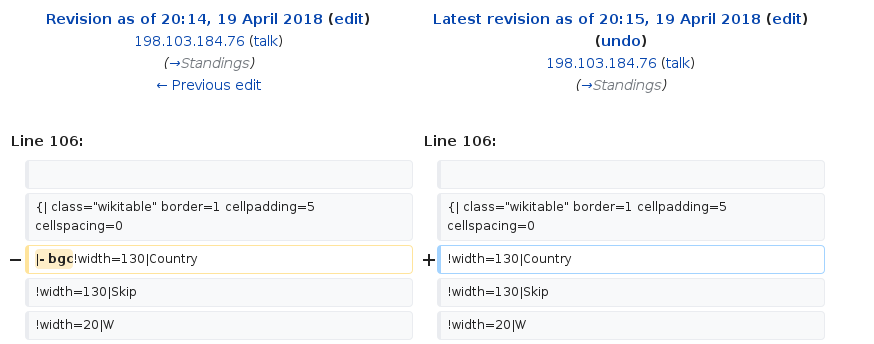 Revision as of 20:14, 19 April 2018 (edit)
198.103.184.76 (talk)
(→Standings)
← Previous edit
Latest revision as of 20:15, 19 April 2018 (edit)
(undo)
198.103.184.76 (talk)
(→Standings)
Line 106:
Line 106:
{| class="wikitable" border=1 cellpadding=5
cellspacing=0
{| class="wikitable" border=1 cellpadding=5
cellspacing=0
− |- bgc!width=130|Country
+ !width=130|Country
!width=130|Skip
!width=130|Skip
!width=20|W
!width=20|W